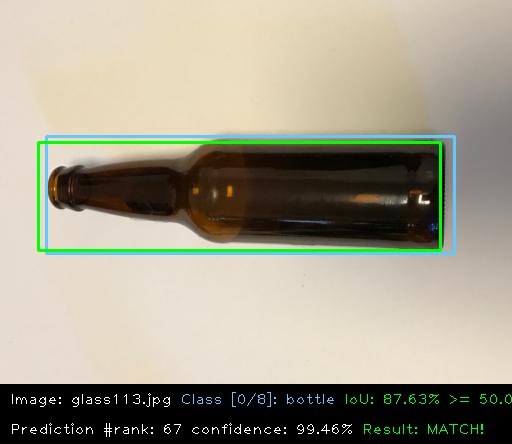 Image: glass113.jpg Class [0/8]: bottle IoU: 87.63% >= 50.0
Prediction #rank: 67 confidence: 99.46% Result: MATCH!